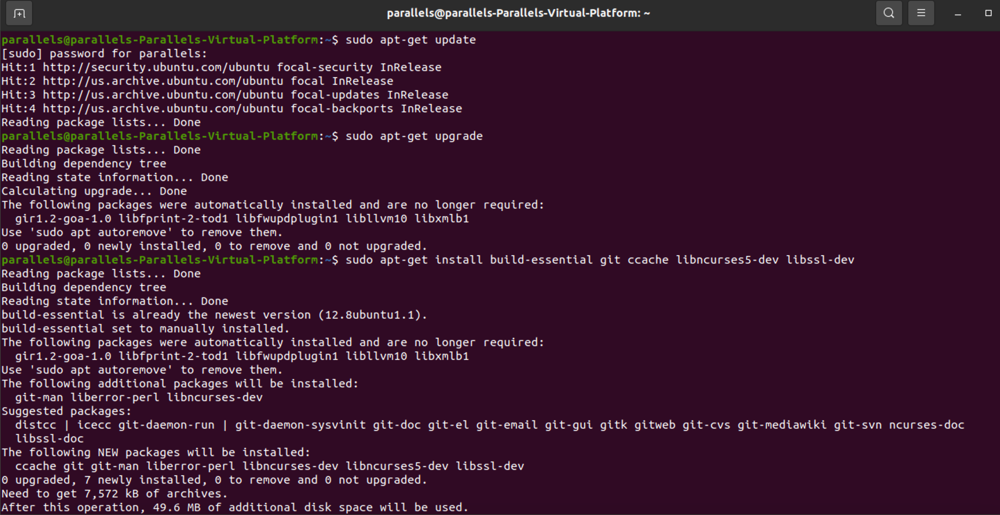 parallels@parallels-Parallels-Virtual-Platform: ~
parallels@parallels-Parallels-Virtual-Platform:~$ sudo apt-get update
[sudo] password for parallels:
Hit:1 http://security.ubuntu.com/ubuntu focal-security InRelease
Hit:2 http://us.archive.ubuntu.com/ubuntu focal InRelease
Hit:3 http://us.archive.ubuntu.com/ubuntu focal-updates InRelease
Hit:4 http://us.archive.ubuntu.com/ubuntu focal-backports InRelease
Reading package lists... Done
parallels@parallels-Parallels-Virtual-Platform:~$ sudo apt-get upgrade
Reading package lists... Done
Building dependency tree
Reading state information... Done
Calculating upgrade... Done
The following packages were automatically installed and are no longer required:
  gir1.2-goa-1.0 libfprint-2-tod1 libfwupdplugin1 libllvm10 libxmlb1
Use 'sudo apt autoremove' to remove them.
0 upgraded, 0 newly installed, 0 to remove and 0 not upgraded.
parallels@parallels-Parallels-Virtual-Platform:~$ sudo apt-get install build-essential git ccache libncurses5-dev libssl-dev
Reading package lists... Done
Building dependency tree
Reading state information... Done
build-essential is already the newest version (12.8ubuntu1.1).
build-essential set to manually installed.
The following packages were automatically installed and are no longer required:
  gir1.2-goa-1.0 libfprint-2-tod1 libfwupdplugin1 libllvm10 libxmlb1
Use 'sudo apt autoremove' to remove them.
The following additional packages will be installed:
  git-man liberror-perl libncurses-dev
Suggested packages:
  distcc | icecc git-daemon-run | git-daemon-sysvinit git-doc git-el git-email git-gui gitk gitweb git-cvs git-mediawiki git-svn ncurses-doc
  libssl-doc
The following NEW packages will be installed:
  ccache git git-man liberror-perl libncurses-dev libncurses5-dev libssl-dev
0 upgraded, 7 newly installed, 0 to remove and 0 not upgraded.
Need to get 7,572 kB of archives.
After this operation, 49.6 MB of additional disk space will be used.